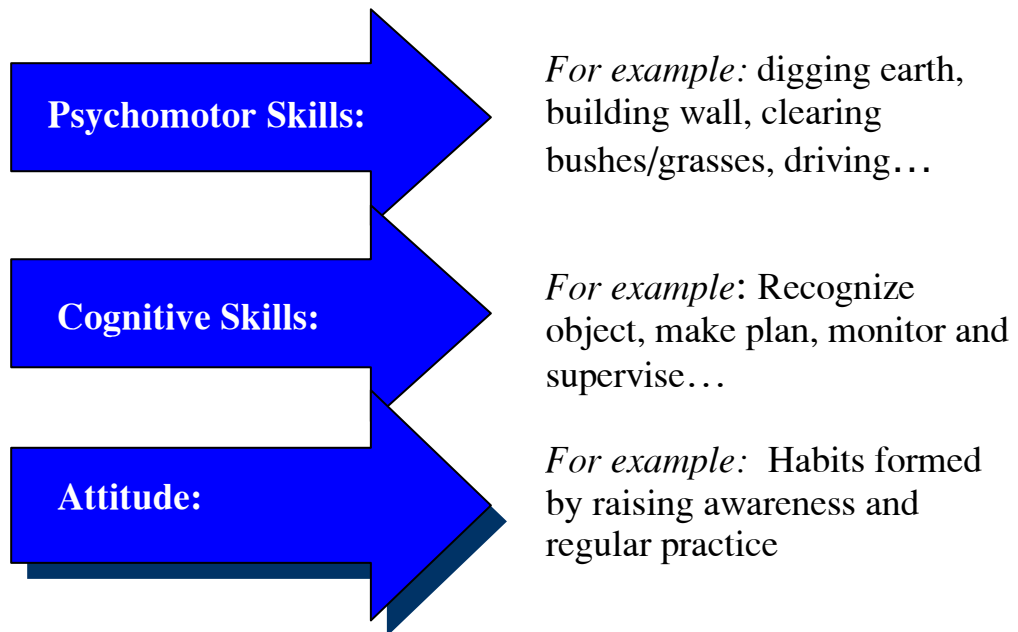 Psychomotor Skills:
For example: digging earth,
building wall, clearing
bushes/grasses, driving…
Cognitive Skills:
For example: Recognize
object, make plan, monitor and
supervise…
Attitude:
For example:  Habits formed
by raising awareness and
regular practice